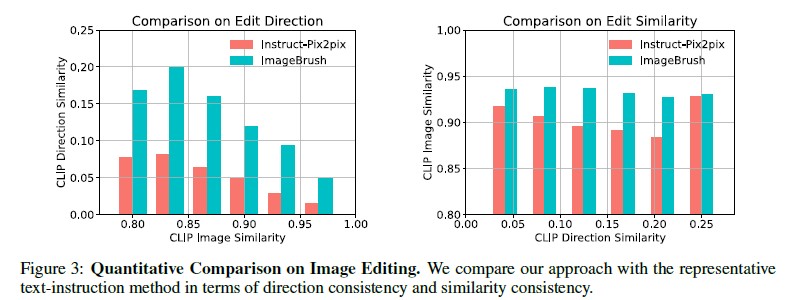 Comparison on Edit Direction
Instruct-Pix2pix
ImageBrush
CLIP Direction Similarity
0.25
0.20
0.15
0.10
0.05
0.00
0.80 0.85 0.90 0.95 1.00
CLIP Image Similarity
Comparison on Edit Similarity
Instruct-Pix2pix
ImageBrush
CLIP Image Similarity
1.00
0.95
0.90
0.85
0.80
0.00 0.05 0.10 0.15 0.20 0.25
CLIP Direction Similarity
Figure 3: Quantitative Comparison on Image Editing. We compare our approach with the representative
text-instruction method in terms of direction consistency and similarity consistency.